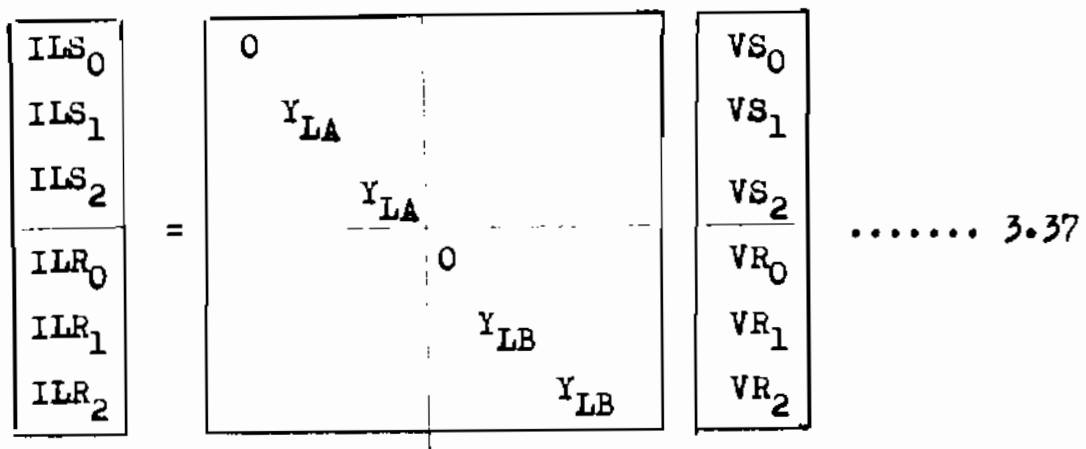 ILS0 0 VS0
ILS1 YLA VS1
ILS2 YLA VS2
= ....... 3.37
ILR0 0 VR0
ILR1 YLB VR1
ILR2 YLB VR2